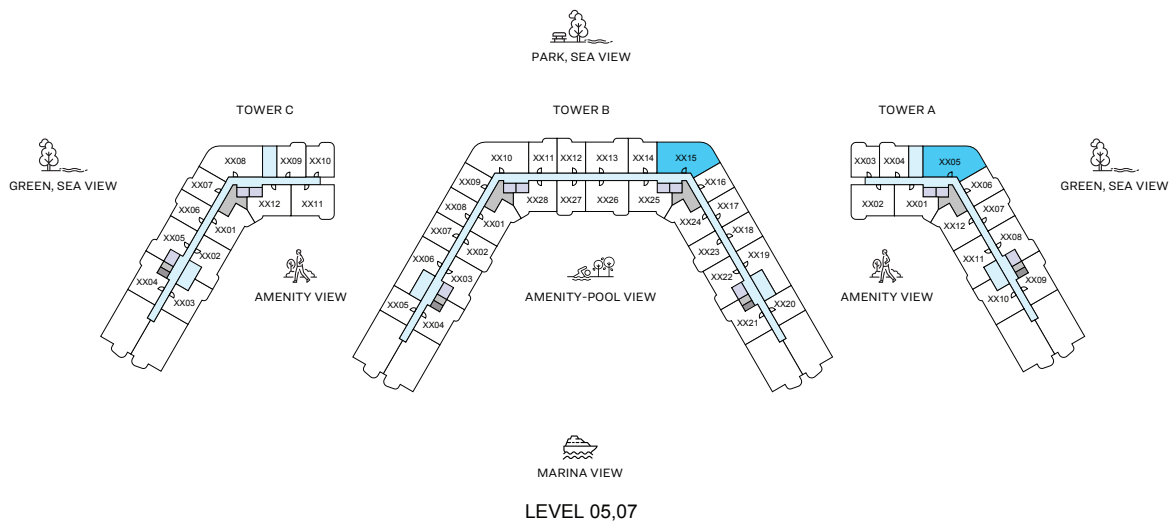 PARK, SEA VIEW
TOWER C
TOWER B
TOWER A
GREEN, SEA VIEW
GREEN, SEA VIEW
XX08
XX09
XX10
XX07
XX06
XX05
XX04
XX03
XX02
XX01
XX12
XX11
XX10
XX11
XX12
XX13
XX14
XX15
XX09
XX08
XX07
XX06
XX05
XX04
XX03
XX02
XX01
XX28
XX27
XX26
XX25
XX24
XX23
XX22
XX21
XX16
XX17
XX18
XX19
XX20
XX03
XX04
XX05
XX02
XX01
XX12
XX11
XX10
XX06
XX07
XX08
XX09
AMENITY VIEW
AMENITY-POOL VIEW
AMENITY VIEW
MARINA VIEW
LEVEL 05,07